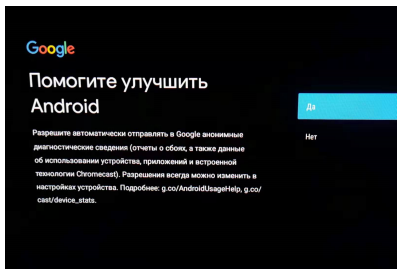 Google
Помогите улучшить
Android
Разрешите автоматически отправлять в Google анонимные
диагностические сведения (отчеты о сбоях, а также данные
об использовании устройства, приложений и встроенной
технологии Chromecast). Разрешения всегда можно изменить в
настройках устройства. Подробнее: g.co/AndroidUsageHelp, g.co/
cast/device_stats.
Да
Нет